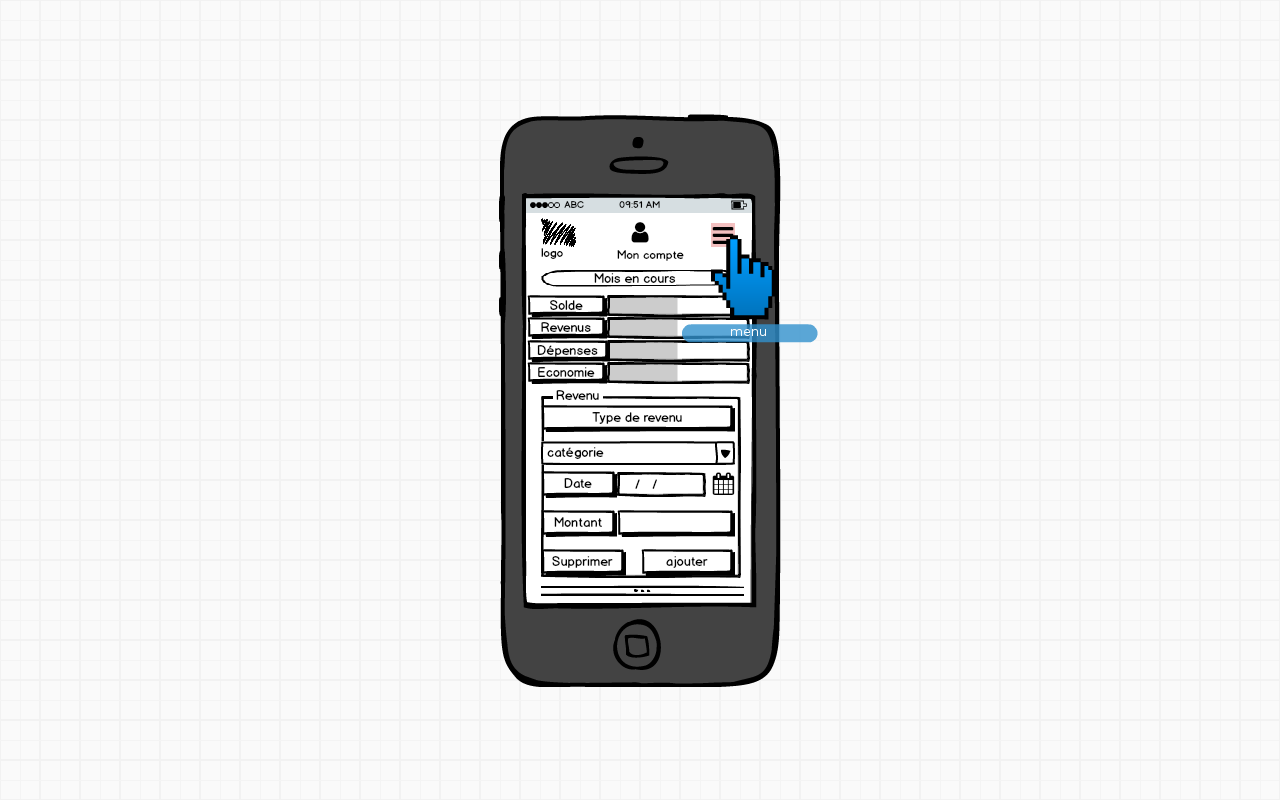 ABC 09:51 AM
logo
Mon compte
Mois en cours
Solde
Revenus
menu
Dépenses
Economie
Revenu
Type de revenu
catégorie
Date / /
Montant
Supprimer ajouter
...